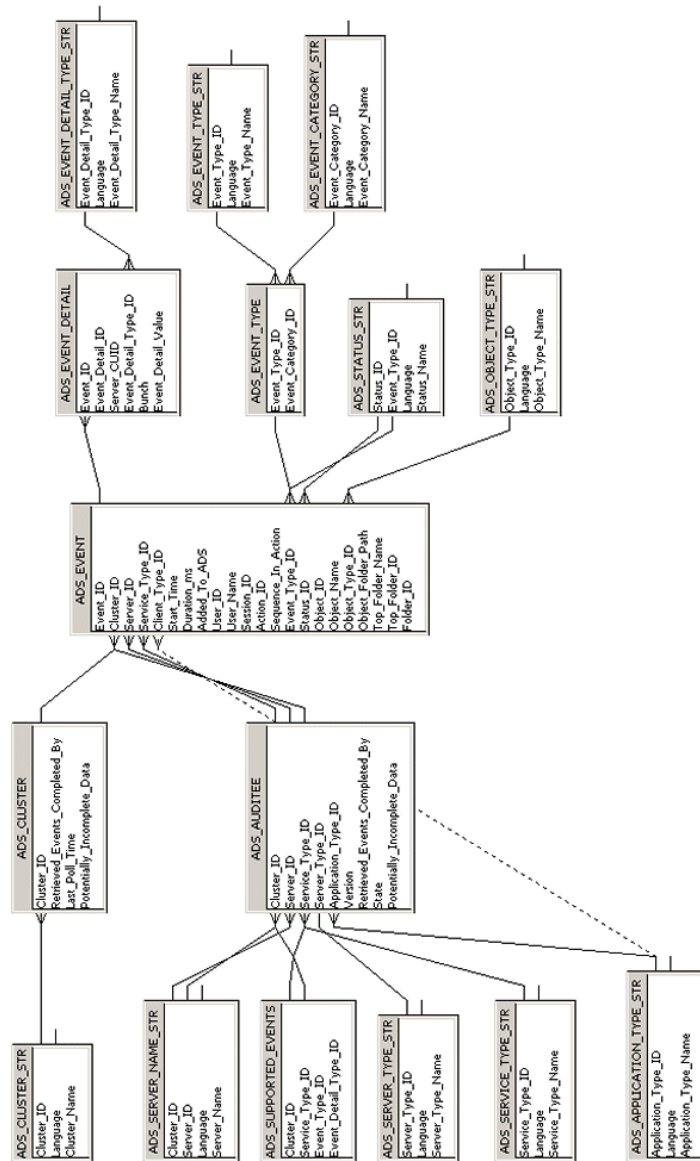 ADS_CLUSTER_STR
Cluster_ID
Language
Cluster_Name
ADS_SERVER_NAME_STR
Cluster_ID
Server_ID
Language
Server_Name
ADS_SUPPORTED_EVENTS
Cluster_ID
Service_Type_ID
Event_Type_ID
Event_Detail_Type_ID
ADS_SERVER_TYPE_STR
Server_Type_ID
Language
Server_Type_Name
ADS_SERVICE_TYPE_STR
Service_Type_ID
Language
Service_Type_Name
ADS_APPLICATION_TYPE_STR
Application_Type_ID
Language
Application_Type_Name
ADS_CLUSTER
Cluster_ID
Retrieved_Events_Completed_By
Last_Poll_Time
Potentially_Incomplete_Data
ADS_AUDITEE
Cluster_ID
Server_ID
Service_Type_ID
Server_Type_ID
Application_Type_ID
Version
Retrieved_Events_Completed_By
State
Potentially_Incomplete_Data
ADS_EVENT
Event_ID
Cluster_ID
Server_ID
Service_Type_ID
Client_Type_ID
Start_Time
Duration_ms
Added_To_ADS
User_ID
User_Name
Session_ID
Action_ID
Sequence_In_Action
Event_Type_ID
Status_ID
Object_ID
Object_Name
Object_Type_ID
Object_Folder_Path
Top_Folder_Name
Top_Folder_ID
Folder_ID
ADS_EVENT_DETAIL
Event_ID
Event_Detail_ID
Server_CUID
Event_Detail_Type_ID
Bunch
Event_Detail_Value
ADS_EVENT_TYPE
Event_Type_ID
Event_Category_ID
ADS_STATUS_STR
Status_ID
Event_Type_ID
Language
Status_Name
ADS_OBJECT_TYPE_STR
Object_Type_ID
Language
Object_Type_Name
ADS_EVENT_DETAIL_TYPE_STR
Event_Detail_Type_ID
Language
Event_Detail_Type_Name
ADS_EVENT_TYPE_STR
Event_Type_ID
Language
Event_Type_Name
ADS_EVENT_CATEGORY_STR
Event_Category_ID
Language
Event_Category_Name